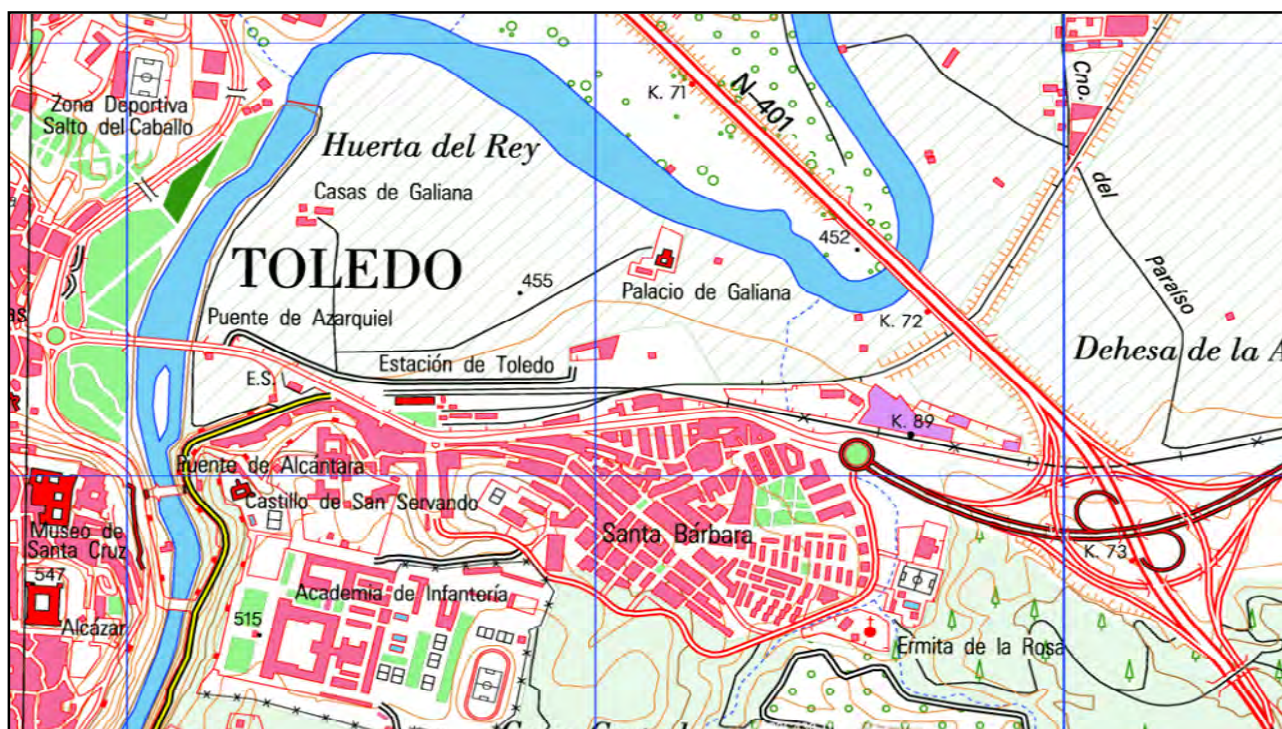 K. 71
N-401
Cno.
del
Paraíso
Zona Deportiva
Salto del Caballo
Huerta del Rey
Casas de Galiana
TOLEDO
455
452
Palacio de Galiana
Puente de Azarquiel
K. 72
Estación de Toledo
Dehesa de la A
E.S.
K. 89
Puente de Alcántara
Castillo de San Servando
Museo de
Santa Cruz
Santa Bárbara
K. 73
547
Academia de Infantería
515
Alcázar
Ermita de la Rosa